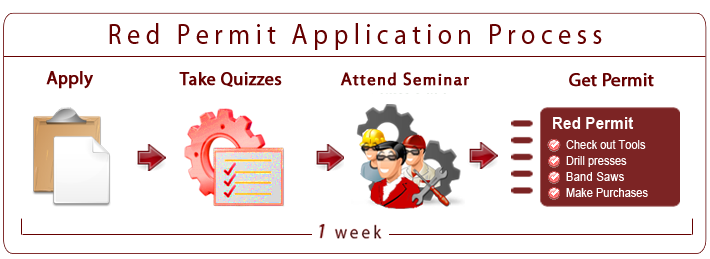 Red Permit Application Process
Apply
Take Quizzes
Attend Seminar
Get Permit
Red Permit
Check out Tools
Drill presses
Band Saws
Make Purchases
1 week